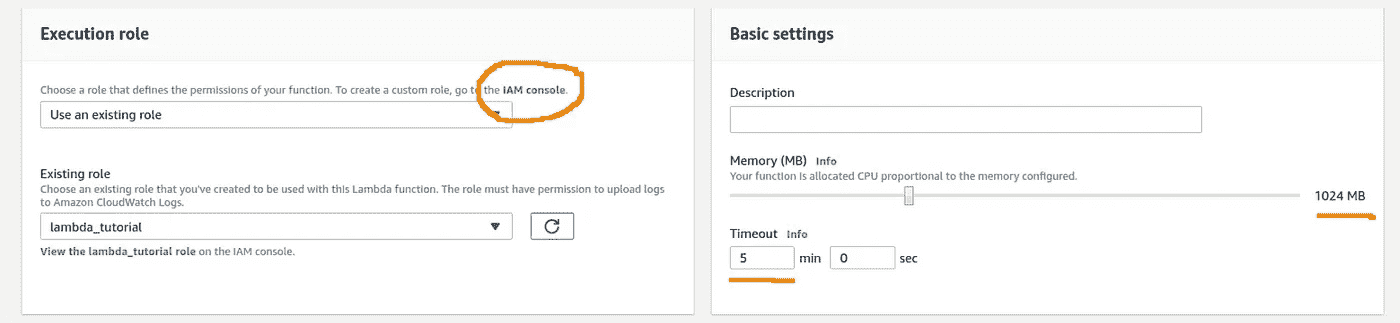 Execution role
Choose a role that defines the permissions of your function. To create a custom role, go to the IAM console.
Use an existing role
Existing role
Choose an existing role that you've created to be used with this Lambda function. The role must have permission to upload logs
to Amazon CloudWatch Logs.
lambda_tutorial
View the lambda_tutorial role on the IAM console.
Basic settings
Description
Memory (MB) Info
Your function is allocated CPU proportional to the memory configured.
1024 MB
Timeout Info
5 min 0 sec